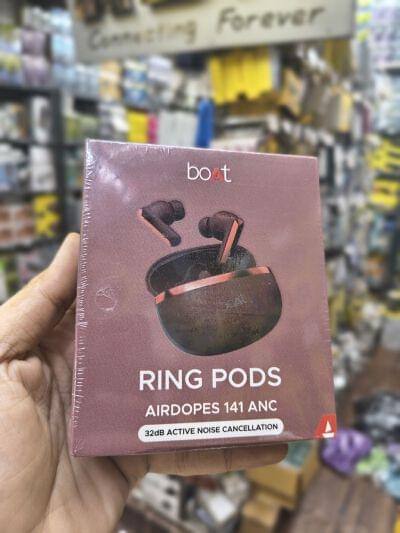 Connecting Forever
boAt
RING PODS
AIRDOPES 141 ANC
32dB ACTIVE NOISE CANCELLATION